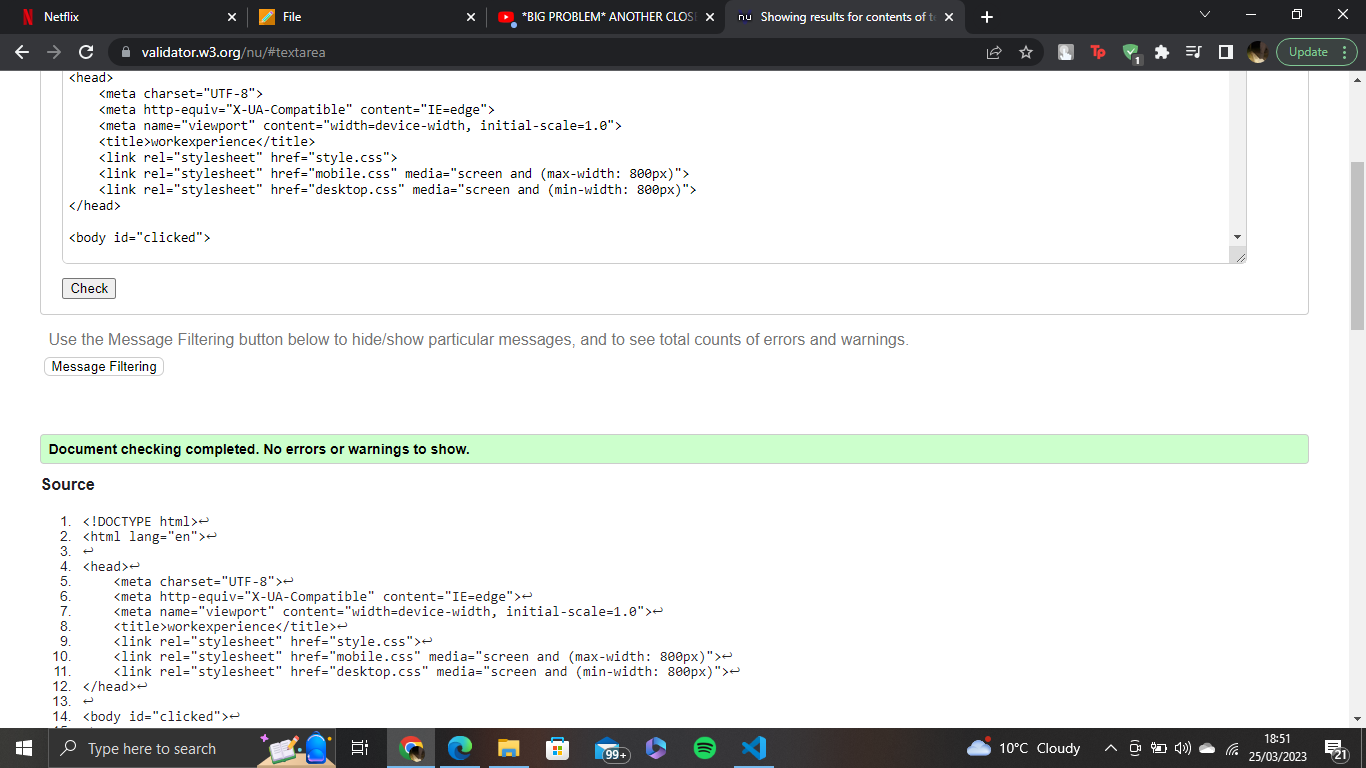 Netflix
File
*BIG PROBLEM* ANOTHER CLOSE
Showing results for contents of te
validator.w3.org/nu/#textarea
Update
<head>
    <meta charset="UTF-8">
    <meta http-equiv="X-UA-Compatible" content="IE=edge">
    <meta name="viewport" content="width=device-width, initial-scale=1.0">
    <title>workexperience</title>
    <link rel="stylesheet" href="style.css">
    <link rel="stylesheet" href="mobile.css" media="screen and (max-width: 800px)">
    <link rel="stylesheet" href="desktop.css" media="screen and (min-width: 800px)">
</head>
<body id="clicked">
Check
Use the Message Filtering button below to hide/show particular messages, and to see total counts of errors and warnings.
Message Filtering
Document checking completed. No errors or warnings to show.
Source
1. <!DOCTYPE html>↩
2. <html lang="en">↩
3. ↩
4. <head>↩
5.     <meta charset="UTF-8">↩
6.     <meta http-equiv="X-UA-Compatible" content="IE=edge">↩
7.     <meta name="viewport" content="width=device-width, initial-scale=1.0">↩
8.     <title>workexperience</title>↩
9.     <link rel="stylesheet" href="style.css">↩
10.     <link rel="stylesheet" href="mobile.css" media="screen and (max-width: 800px)">↩
11.     <link rel="stylesheet" href="desktop.css" media="screen and (min-width: 800px)">↩
12. </head>↩
13. ↩
14. <body id="clicked">↩
Type here to search
99+
10°C Cloudy
18:51
25/03/2023
21